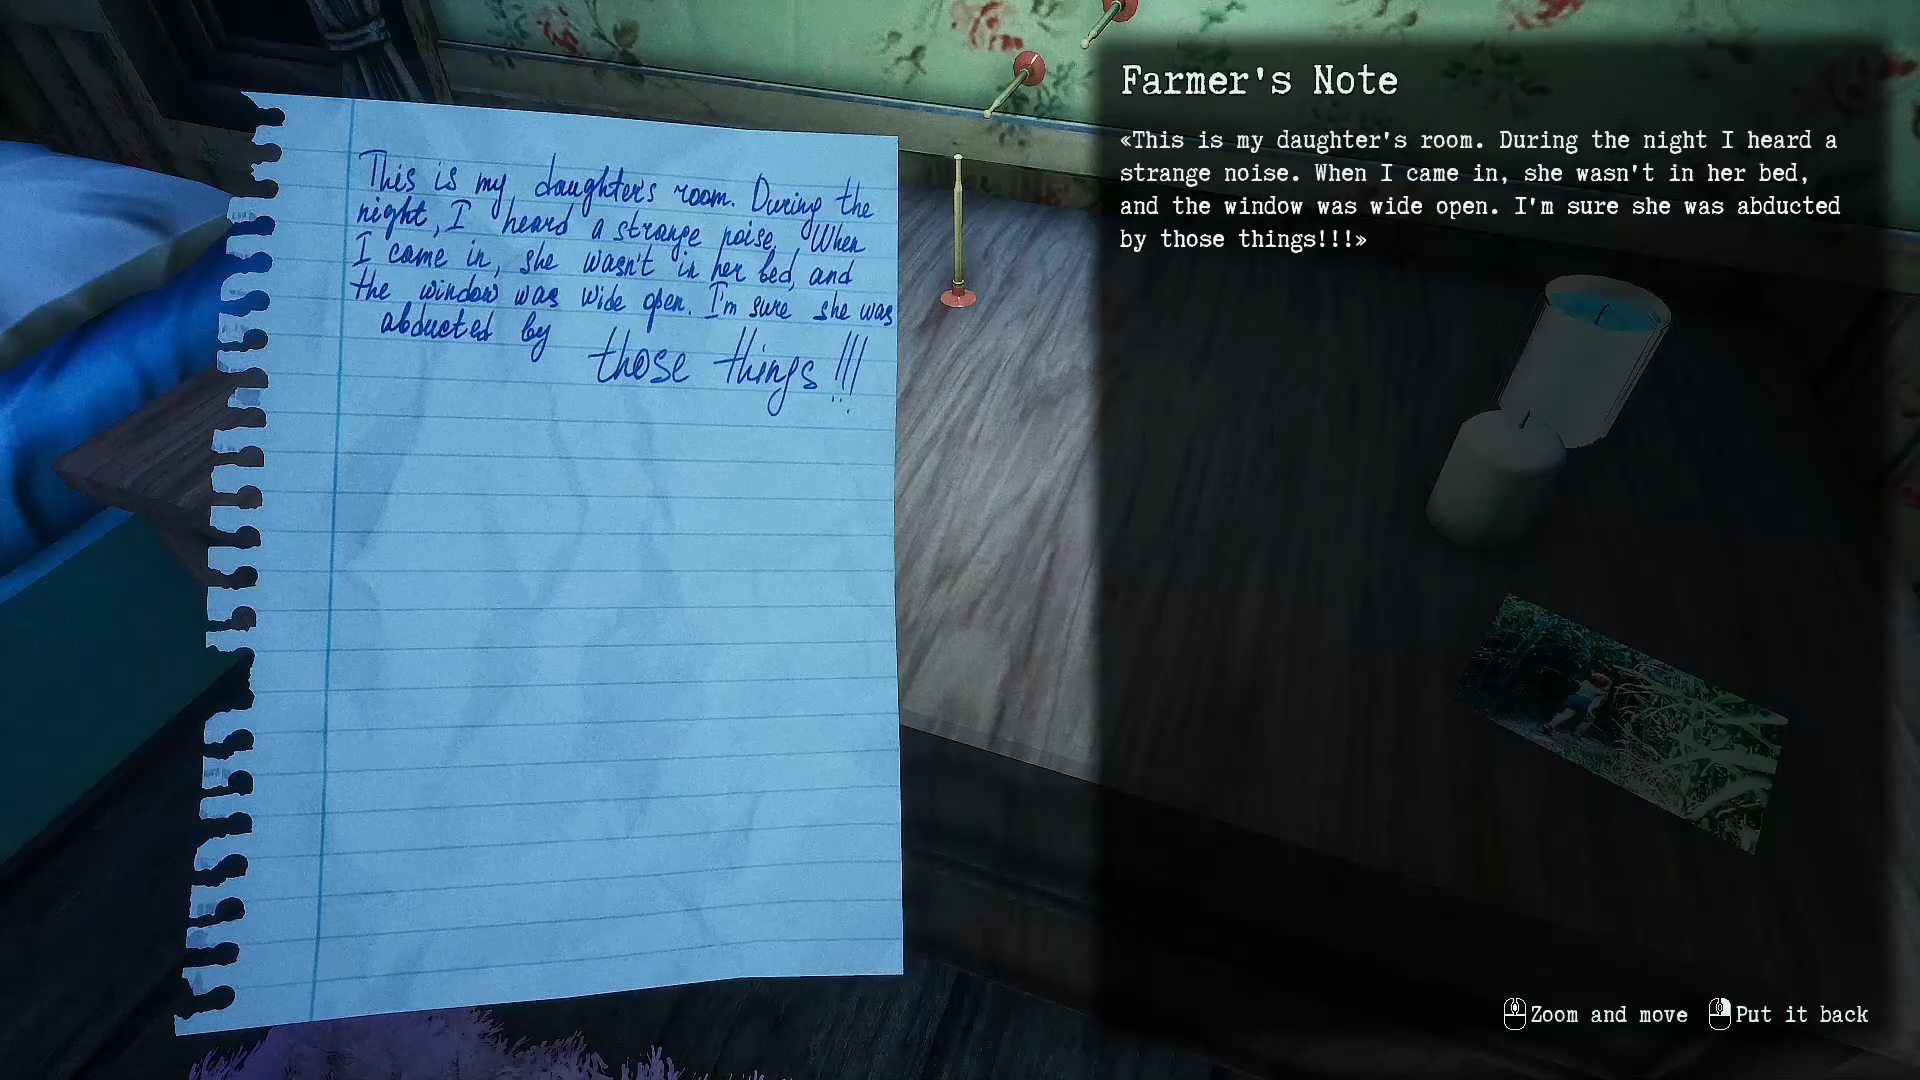 This is my daughter's room. During the
night, I heard a strange noise. When
I came in, she wasn't in her bed, and
the window was wide open. I'm sure she was
abducted by those things!!!
Farmer's Note
«This is my daughter's room. During the night I heard a
strange noise. When I came in, she wasn't in her bed,
and the window was wide open. I'm sure she was abducted
by those things!!!»
Zoom and move Put it back